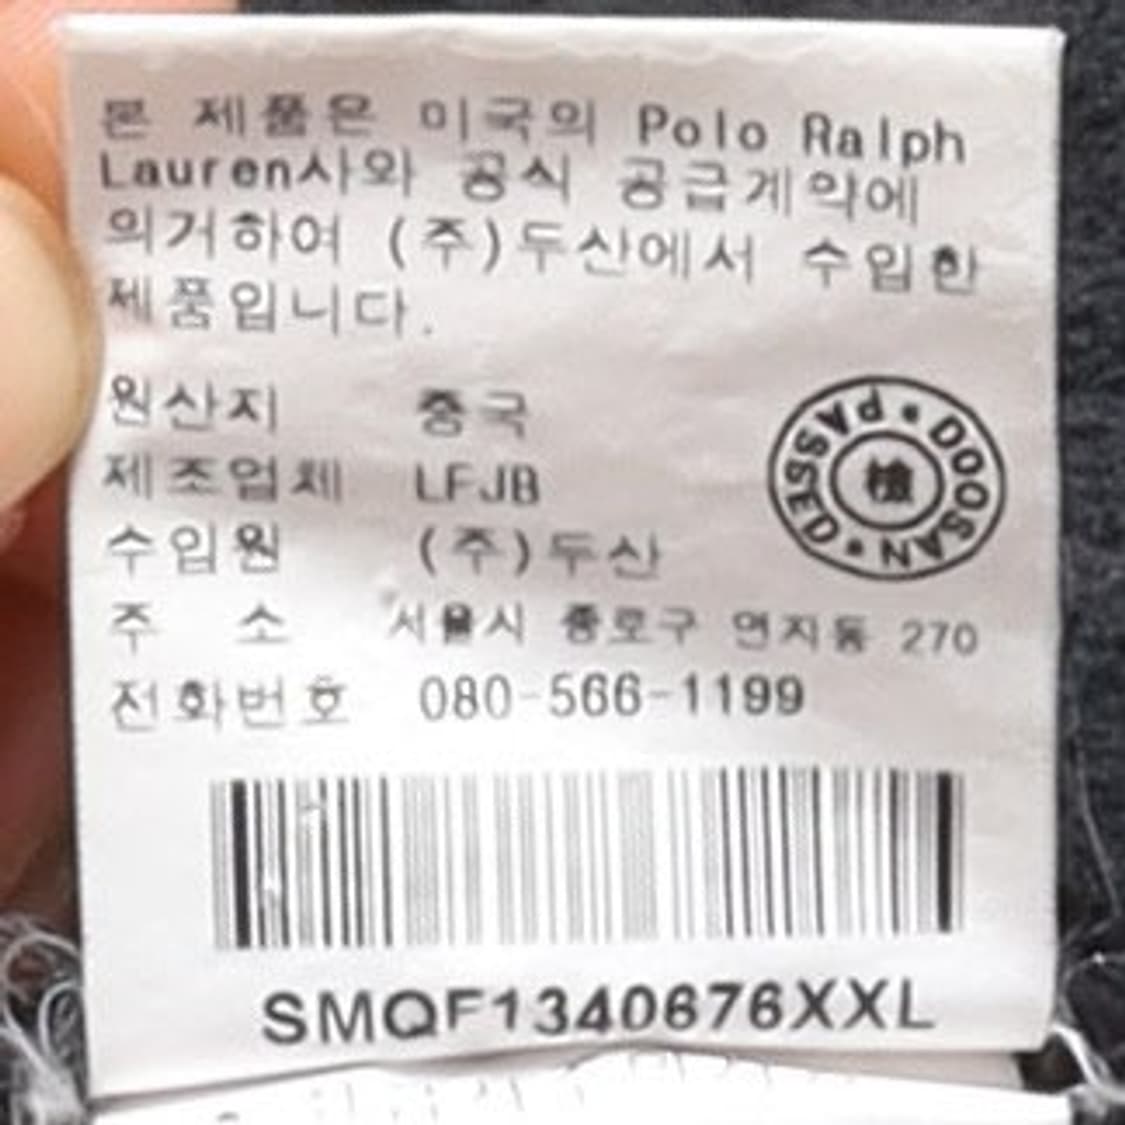 본 제품은 미국의 Polo Ralph
Lauren사와 공식 공급계약에
의거하여 (주)두산에서 수입한
제품입니다.
원산지 중국
제조업체 LFJB
수입원 (주)두산
주 소 서울시 종로구 연지동 270
전화번호 080-566-1199
PASSED • DOOSAN •
檢
SMQF1340676XXL